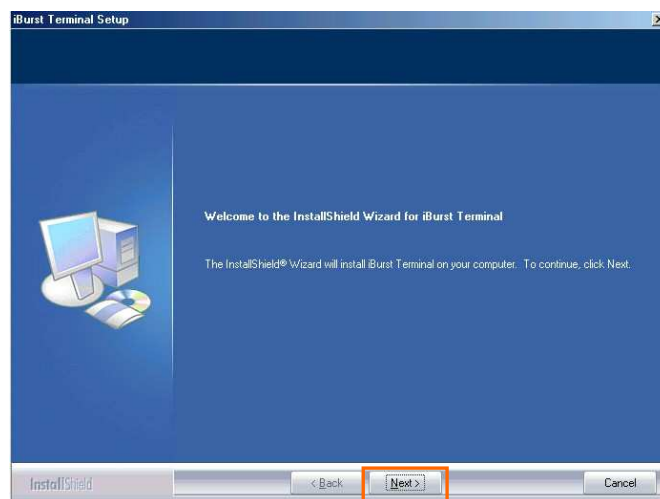 iBurst Terminal Setup
Welcome to the InstallShield Wizard for iBurst Terminal
The InstallShield® Wizard will install iBurst Terminal on your computer. To continue, click Next.
InstallShield
< Back
Next >
Cancel